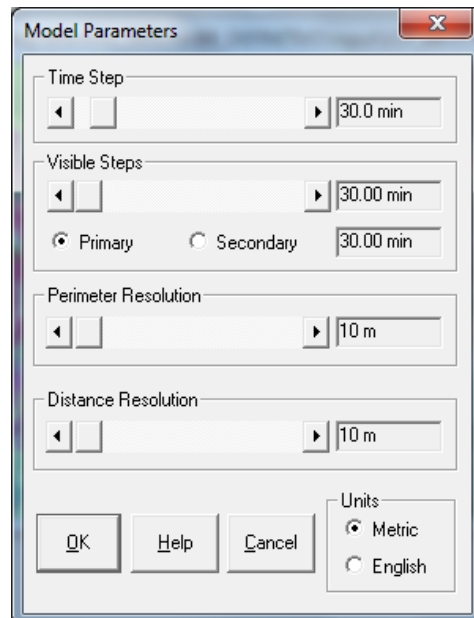 Model Parameters
Time Step
30.0 min
Visible Steps
30.00 min
Primary
Secondary
30.00 min
Perimeter Resolution
10 m
Distance Resolution
10 m
OK
Help
Cancel
Units
Metric
English